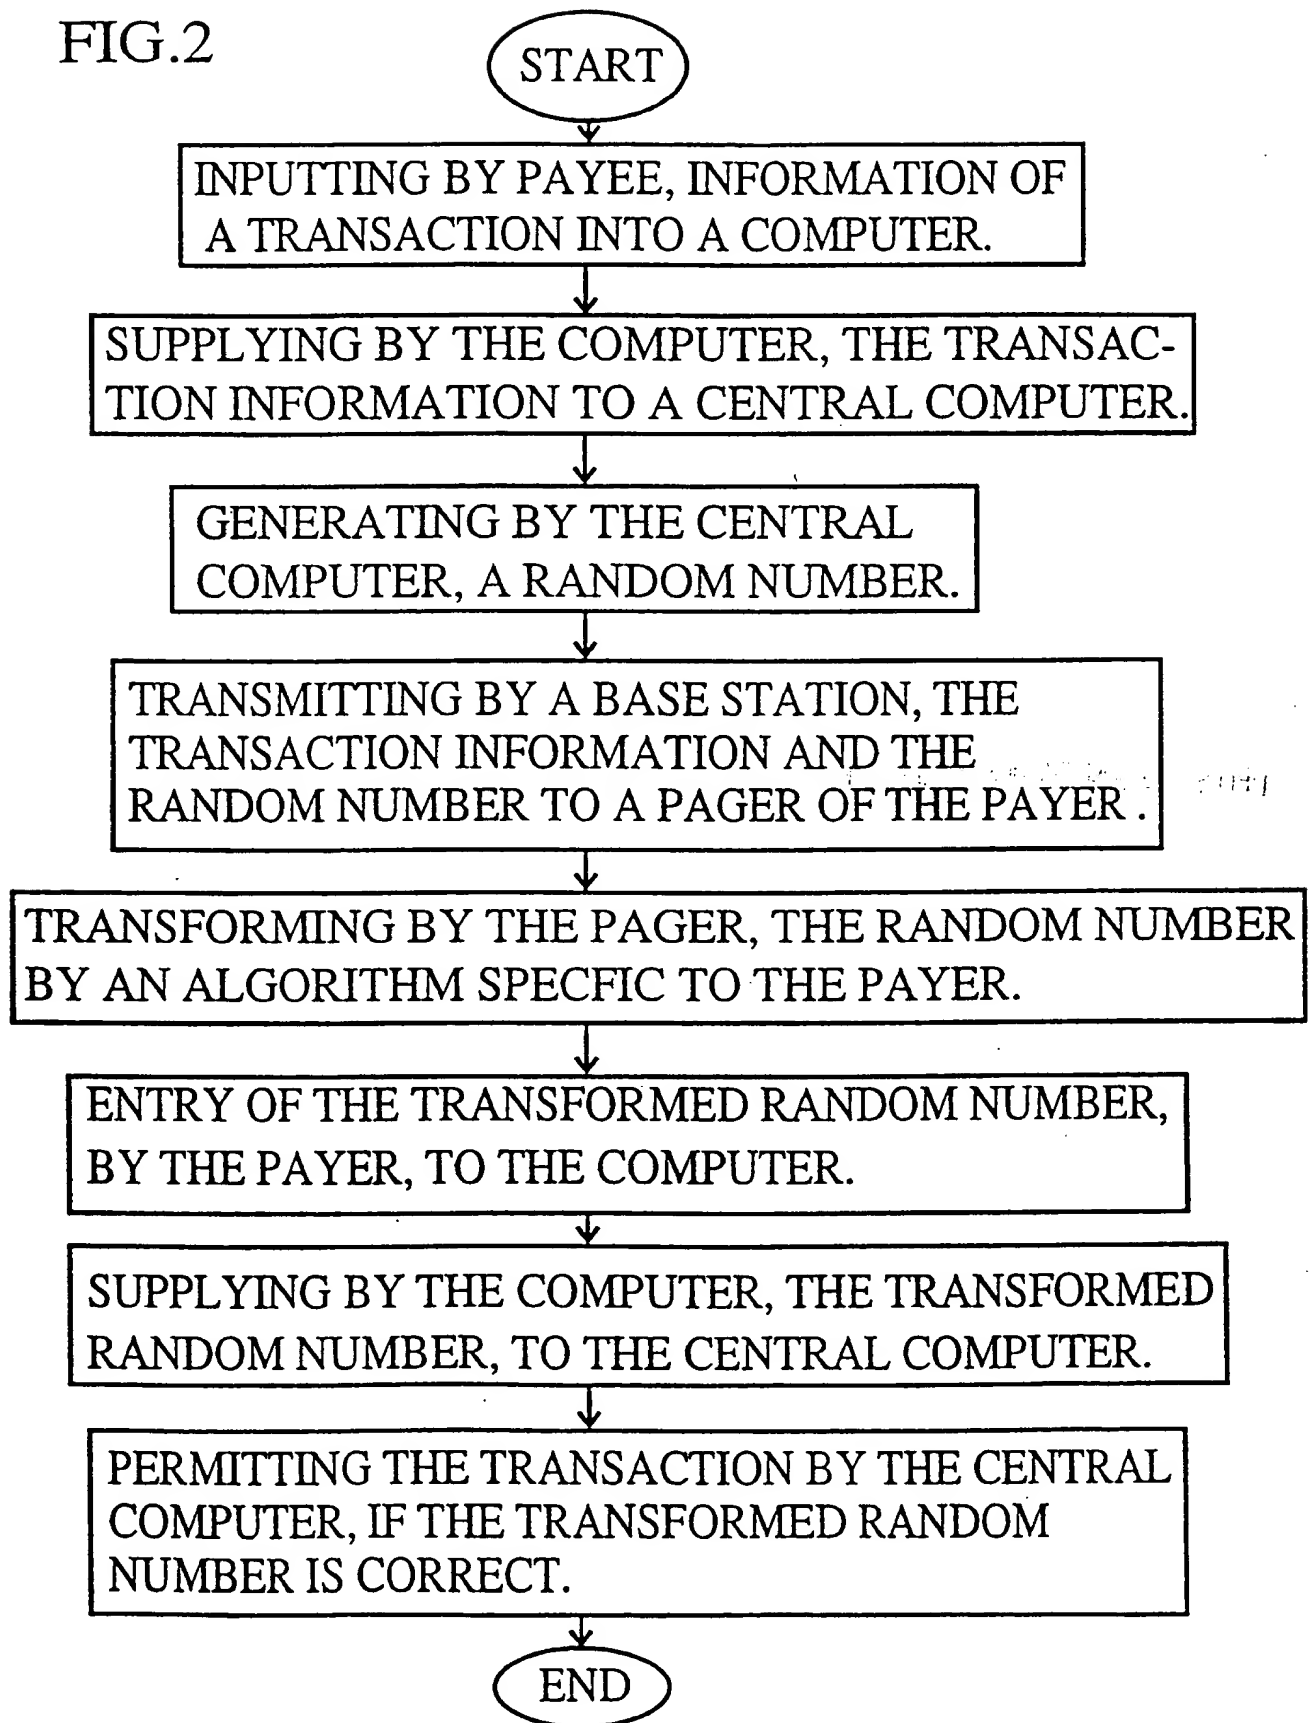 FIG.2
START
INPUTTING BY PAYEE, INFORMATION OF
A TRANSACTION INTO A COMPUTER.
SUPPLYING BY THE COMPUTER, THE TRANSAC-
TION INFORMATION TO A CENTRAL COMPUTER.
GENERATING BY THE CENTRAL
COMPUTER, A RANDOM NUMBER.
TRANSMITTING BY A BASE STATION, THE
TRANSACTION INFORMATION AND THE
RANDOM NUMBER TO A PAGER OF THE PAYER .
TRANSFORMING BY THE PAGER, THE RANDOM NUMBER
BY AN ALGORITHM SPECFIC TO THE PAYER.
ENTRY OF THE TRANSFORMED RANDOM NUMBER,
BY THE PAYER, TO THE COMPUTER.
SUPPLYING BY THE COMPUTER, THE TRANSFORMED
RANDOM NUMBER, TO THE CENTRAL COMPUTER.
PERMITTING THE TRANSACTION BY THE CENTRAL
COMPUTER, IF THE TRANSFORMED RANDOM
NUMBER IS CORRECT.
END